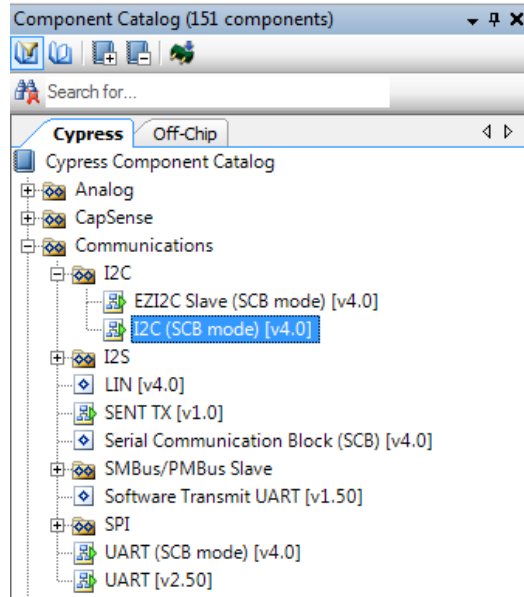 Component Catalog (151 components)
Search for...
Cypress Off-Chip
Cypress Component Catalog
Analog
CapSense
Communications
I2C
EZI2C Slave (SCB mode) [v4.0]
I2C (SCB mode) [v4.0]
I2S
LIN [v4.0]
SENT TX [v1.0]
Serial Communication Block (SCB) [v4.0]
SMBus/PMBus Slave
Software Transmit UART [v1.50]
SPI
UART (SCB mode) [v4.0]
UART [v2.50]